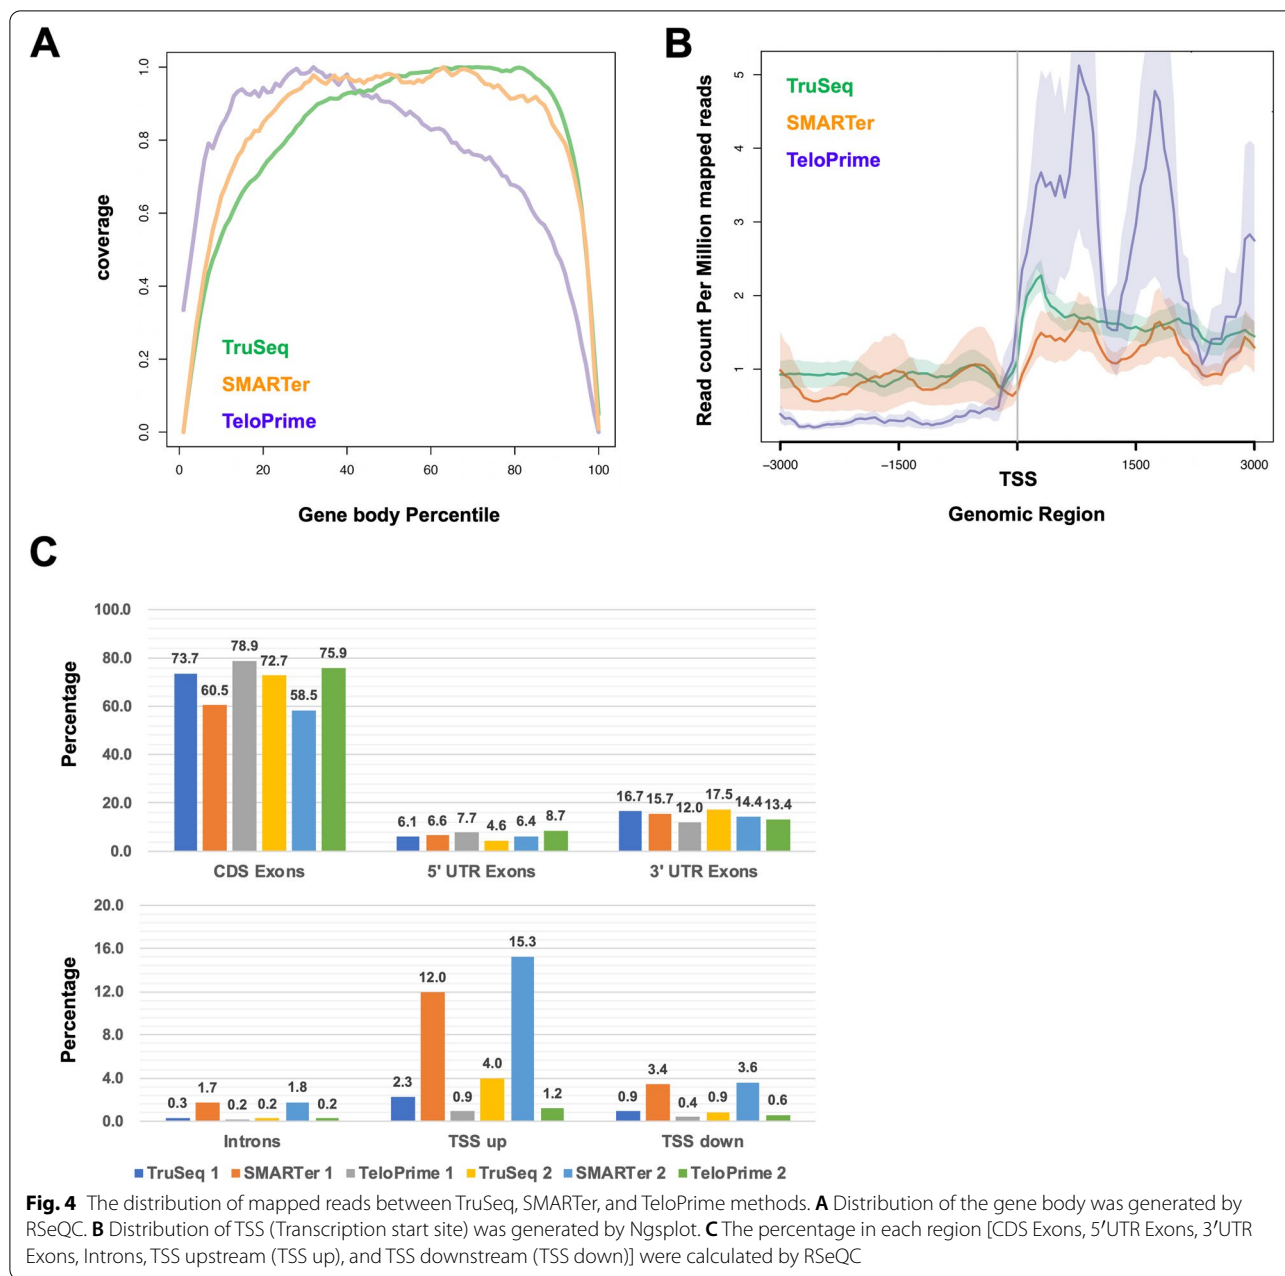 A
coverage
1.0
0.8
0.6
0.4
0.2
0.0
TruSeq
SMARTer
TeloPrime
0 20 40 60 80 100
Gene body Percentile
B
Read count Per Million mapped reads
5
4
3
2
1
TruSeq
SMARTer
TeloPrime
−3000 −1500 TSS 1500 3000
Genomic Region
C
Percentage
100.0
80.0
60.0
40.0
20.0
0.0
73.7 60.5 78.9 72.7 58.5 75.9
6.1 6.6 7.7 4.6 6.4 8.7
16.7 15.7 12.0 17.5 14.4 13.4
CDS Exons 5' UTR Exons 3' UTR Exons
Percentage
20.0
16.0
12.0
8.0
4.0
0.0
0.3 1.7 0.2 0.2 1.8 0.2
2.3 12.0 0.9 4.0 15.3 1.2
0.9 3.4 0.4 0.9 3.6 0.6
Introns TSS up TSS down
TruSeq 1 SMARTer 1 TeloPrime 1 TruSeq 2 SMARTer 2 TeloPrime 2
Fig. 4 The distribution of mapped reads between TruSeq, SMARTer, and TeloPrime methods. A Distribution of the gene body was generated by
RSeQC. B Distribution of TSS (Transcription start site) was generated by Ngsplot. C The percentage in each region [CDS Exons, 5′UTR Exons, 3′UTR
Exons, Introns, TSS upstream (TSS up), and TSS downstream (TSS down)] were calculated by RSeQC